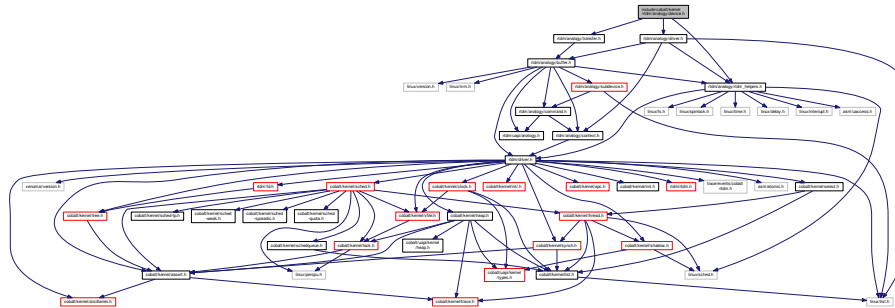 include/cobalt/kernel
/rtdm/analogy/device.h
rtdm/analogy/transfer.h
rtdm/analogy/driver.h
rtdm/analogy/buffer.h
linux/version.h
linux/mm.h
rtdm/analogy/subdevice.h
rtdm/analogy/rtdm_helpers.h
rtdm/analogy/command.h
linux/fs.h
linux/spinlock.h
linux/time.h
linux/delay.h
linux/interrupt.h
asm/uaccess.h
rtdm/uapi/analogy.h
rtdm/analogy/context.h
rtdm/driver.h
xenomai/version.h
rtdm/fd.h
cobalt/kernel/sched.h
cobalt/kernel/clock.h
cobalt/kernel/intr.h
cobalt/kernel/apc.h
cobalt/kernel/init.h
rtdm/rtdm.h
trace/events/cobalt
-rtdm.h
asm/atomic.h
cobalt/kernel/select.h
cobalt/kernel/tree.h
cobalt/kernel/sched-tp.h
cobalt/kernel/sched
-weak.h
cobalt/kernel/sched
-sporadic.h
cobalt/kernel/sched
-quota.h
cobalt/kernel/vfile.h
cobalt/kernel/heap.h
cobalt/kernel/thread.h
cobalt/kernel/schedqueue.h
cobalt/kernel/lock.h
cobalt/uapi/kernel
/heap.h
cobalt/kernel/synch.h
cobalt/kernel/shadow.h
cobalt/kernel/assert.h
linux/percpu.h
cobalt/uapi/kernel
/types.h
cobalt/kernel/list.h
linux/sched.h
cobalt/kernel/ancillaries.h
cobalt/kernel/trace.h
linux/list.h